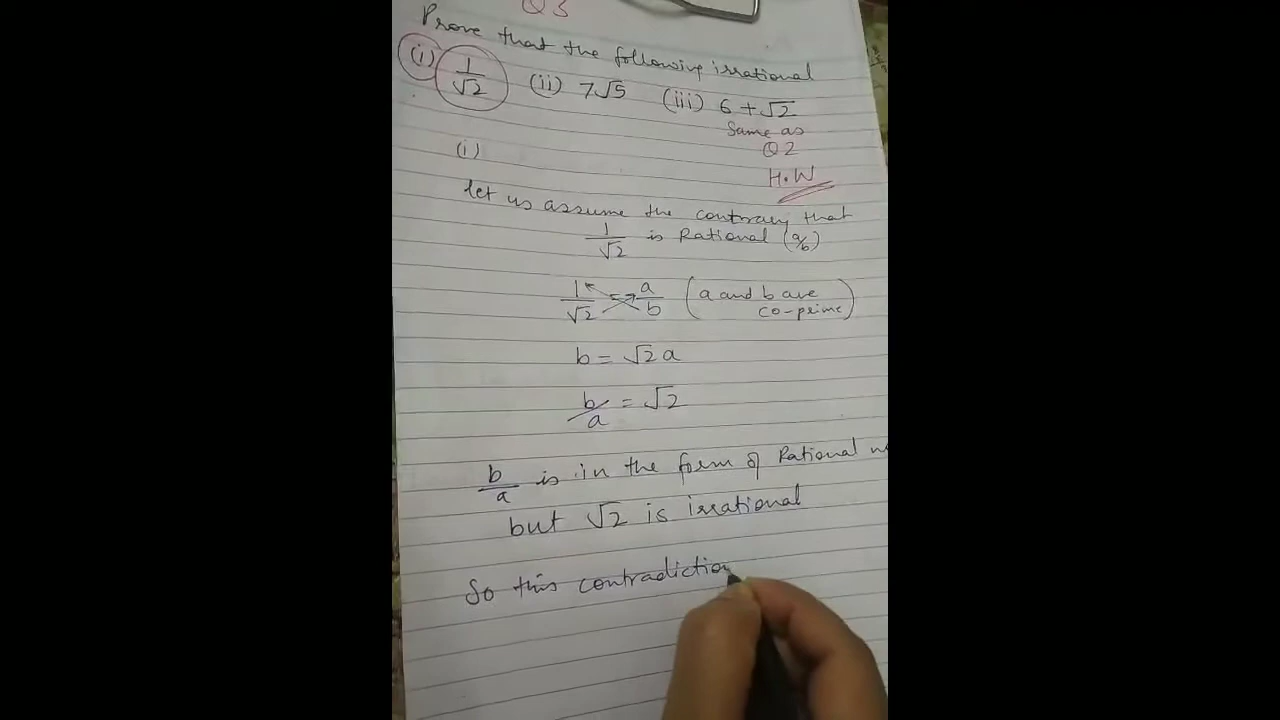 Q3
Prove that the following irrational
(i) 1/√2 (ii) 7√5 (iii) 6 + √2
Same as
Q2
H.W
(i)
let us assume the contrary that
1/√2 is Rational (a/b)
1/√2 = a/b (a and b are
co-prime)
b = √2 a
b/a = √2
b/a is in the form of Rational
but √2 is irrational
So this contradiction